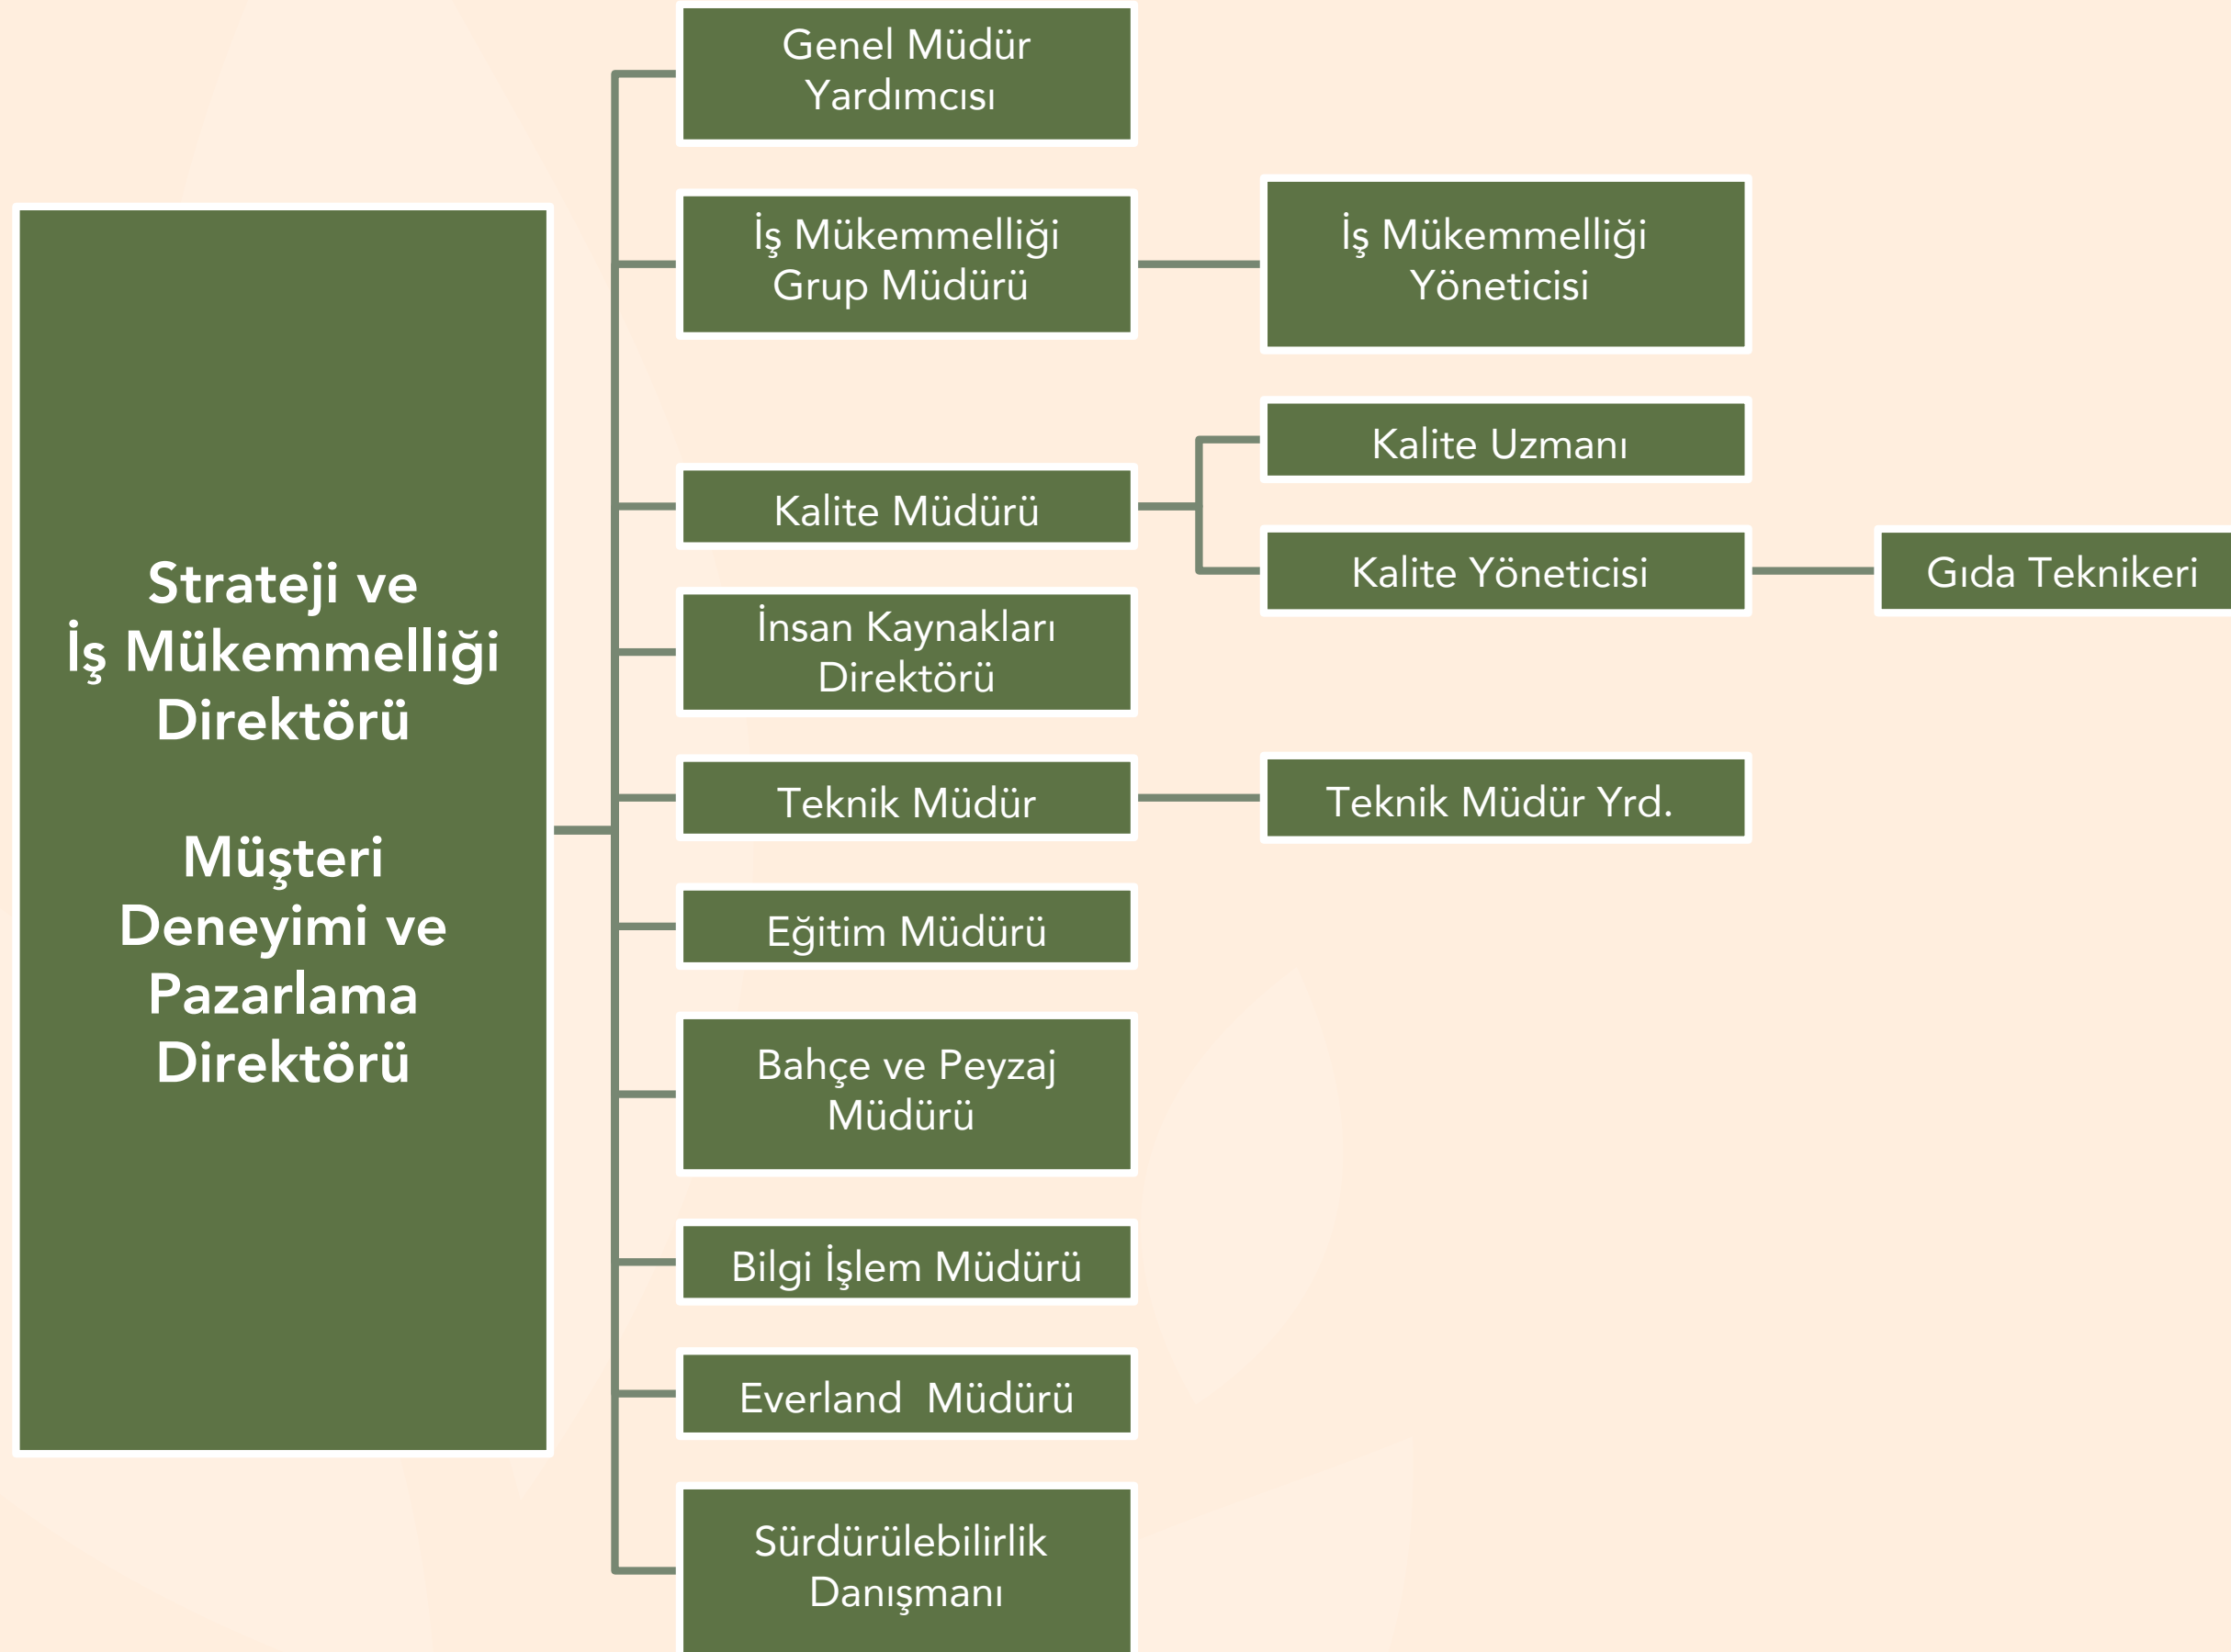 Strateji ve
İş Mükemmelliği
Direktörü
Müşteri
Deneyimi ve
Pazarlama
Direktörü
Genel Müdür
Yardımcısı
İş Mükemmelliği
Grup Müdürü
İş Mükemmelliği
Yöneticisi
Kalite Müdürü
Kalite Uzmanı
Kalite Yöneticisi
Gıda Teknikeri
İnsan Kaynakları
Direktörü
Teknik Müdür
Teknik Müdür Yrd.
Eğitim Müdürü
Bahçe ve Peyzaj
Müdürü
Bilgi İşlem Müdürü
Everland  Müdürü
Sürdürülebilirlik
Danışmanı